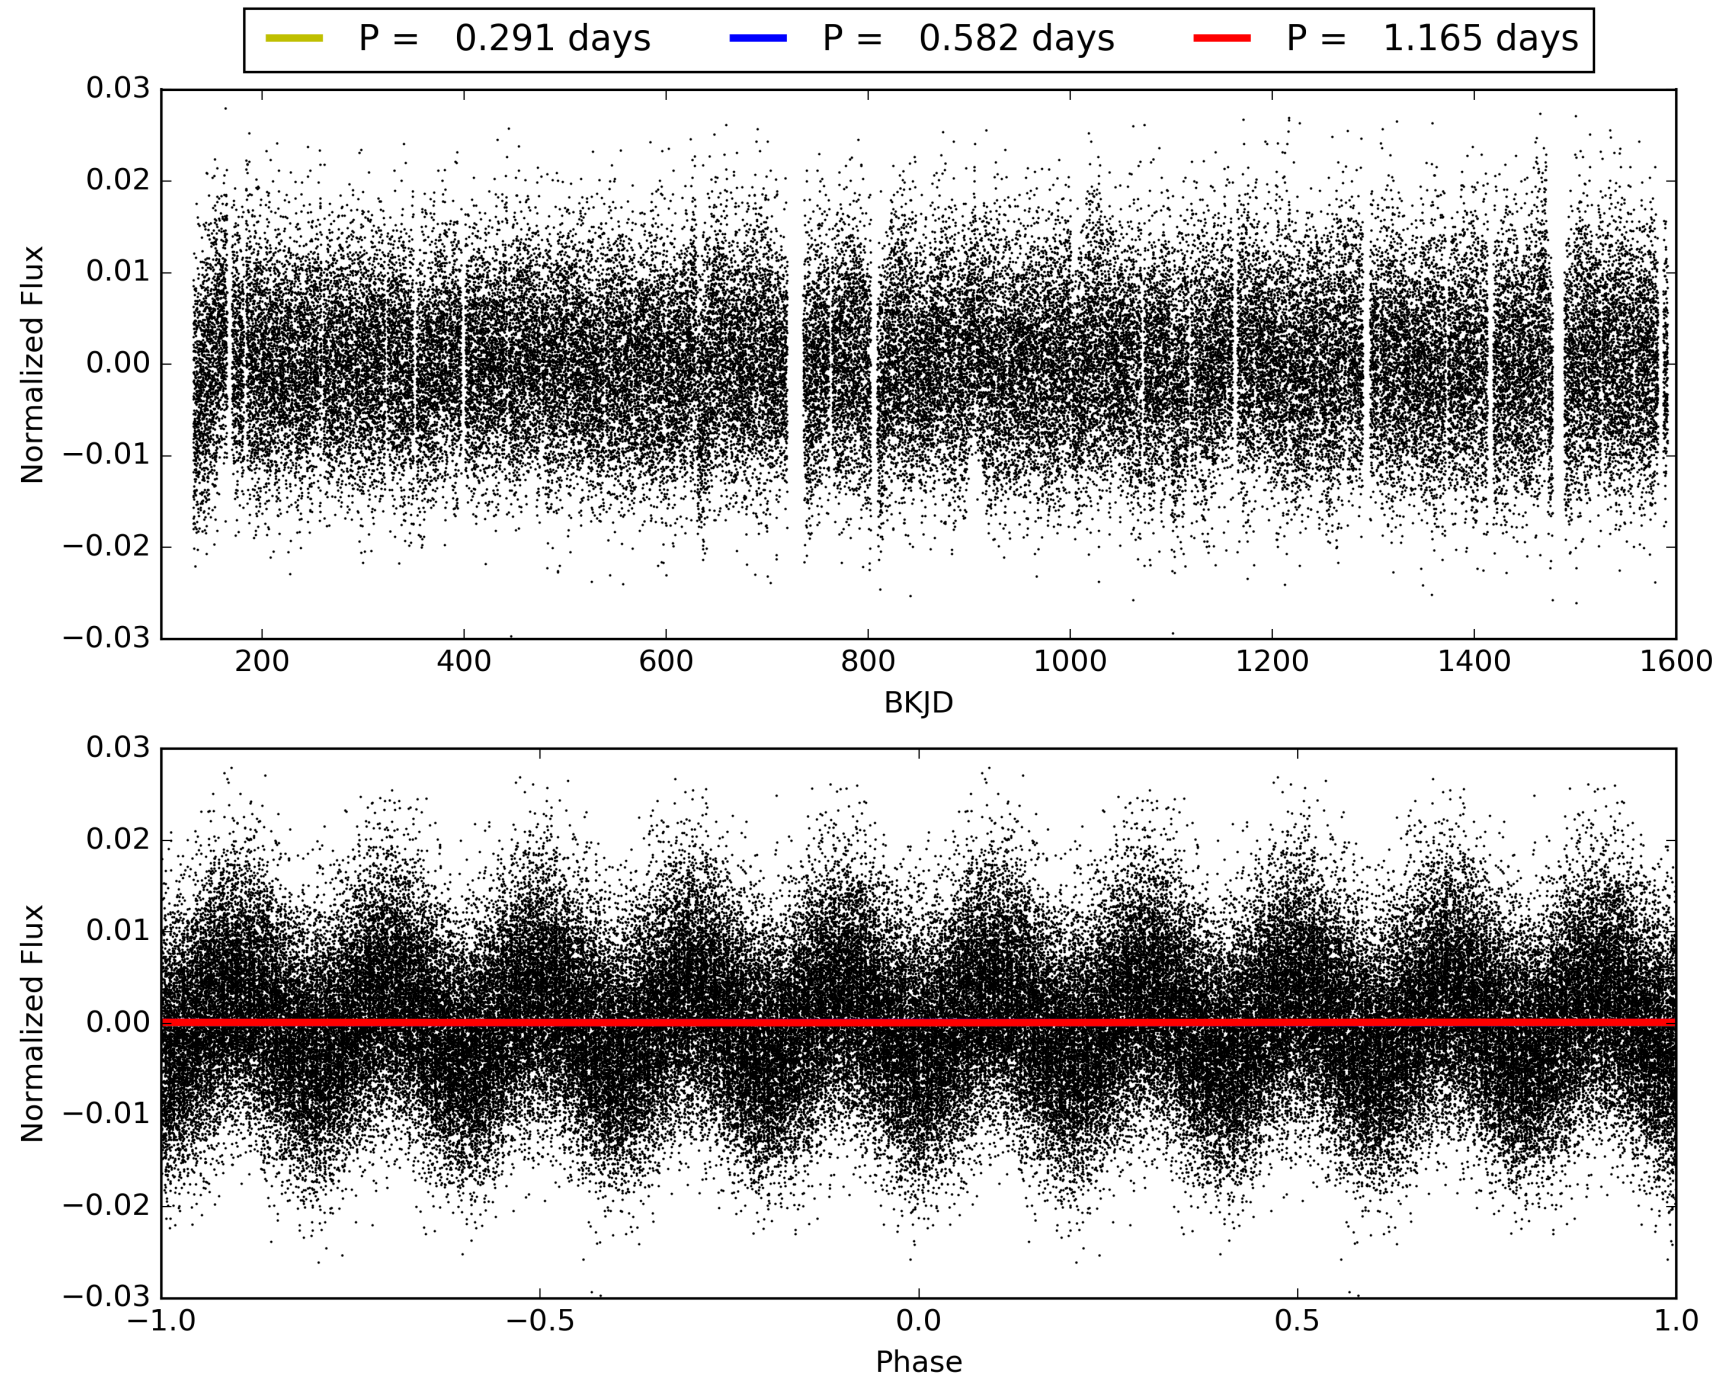 P = 0.291 days P = 0.582 days P = 1.165 days
0.03
0.02
0.01
0.00
−0.01
−0.02
−0.03
Normalized Flux
200 400 600 800 1000 1200 1400 1600
BKJD
0.03
0.02
0.01
0.00
−0.01
−0.02
−0.03
Normalized Flux
−1.0 −0.5 0.0 0.5 1.0
Phase